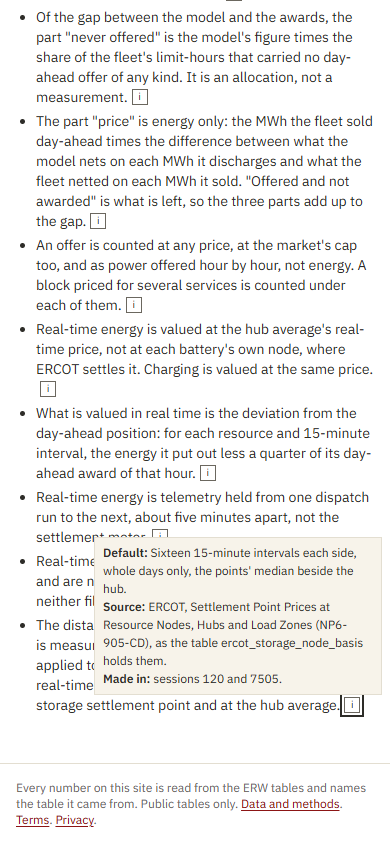 Of the gap between the model and the awards, the
part "never offered" is the model's figure times the
share of the fleet's limit-hours that carried no day-
ahead offer of any kind. It is an allocation, not a
measurement. i
The part "price" is energy only: the MWh the fleet sold
day-ahead times the difference between what the
model nets on each MWh it discharges and what the
fleet netted on each MWh it sold. "Offered and not
awarded" is what is left, so the three parts add up to
the gap. i
An offer is counted at any price, at the market's cap
too, and as power offered hour by hour, not energy. A
block priced for several services is counted under
each of them. i
Real-time energy is valued at the hub average's real-
time price, not at each battery's own node, where
ERCOT settles it. Charging is valued at the same price.
i
What is valued in real time is the deviation from the
day-ahead position: for each resource and 15-minute
interval, the energy it put out less a quarter of its day-
ahead award of that hour. i
Real-time energy is telemetry held from one dispatch
run to the next, about five minutes apart, not the
settlement meter. i
Real-time
and are n
neither fi
The dista
is measu
applied to
real-time
storage settlement point and at the hub average. i
Default: Sixteen 15-minute intervals each side,
whole days only, the points' median beside the
hub.
Source: ERCOT, Settlement Point Prices at
Resource Nodes, Hubs and Load Zones (NP6-
905-CD), as the table ercot_storage_node_basis
holds them.
Made in: sessions 120 and 7505.
Every number on this site is read from the ERW tables and names
the table it came from. Public tables only. Data and methods.
Terms. Privacy.